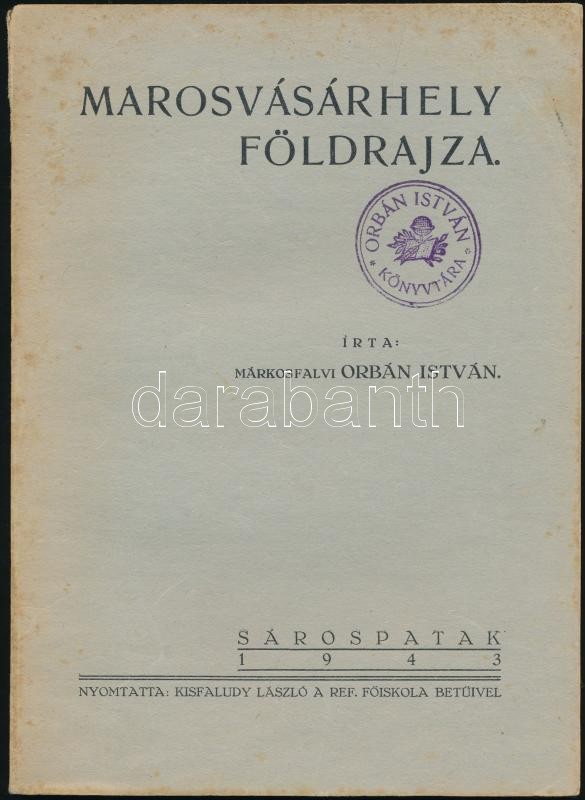 MAROSVÁSÁRHELY
FÖLDRAJZA.
ORBÁN ISTVÁN
* KÖNYVTÁRA *
ÍRTA:
MÁRKOSFALVI ORBÁN ISTVÁN.
darabanth
SÁROSPATAK
1943
NYOMTATTA: KISFALUDY LÁSZLÓ A REF. FŐISKOLA BETŰIVEL